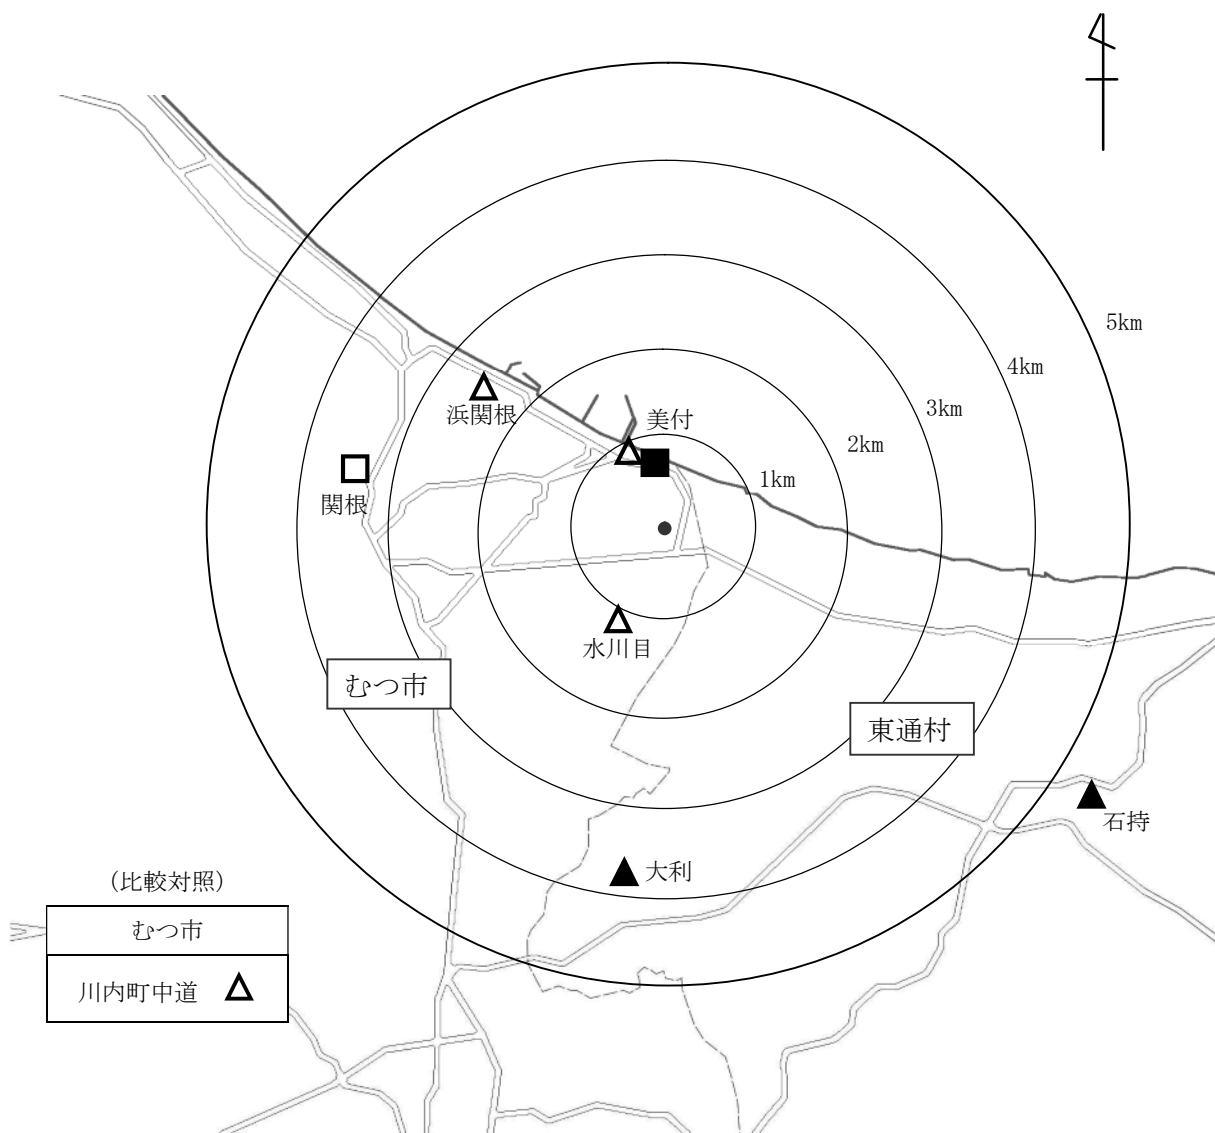 5km
4km
3km
2km
1km
浜関根
美付
関根
水川目
むつ市
東通村
石持
大利
(比較対照)
むつ市
川内町中道